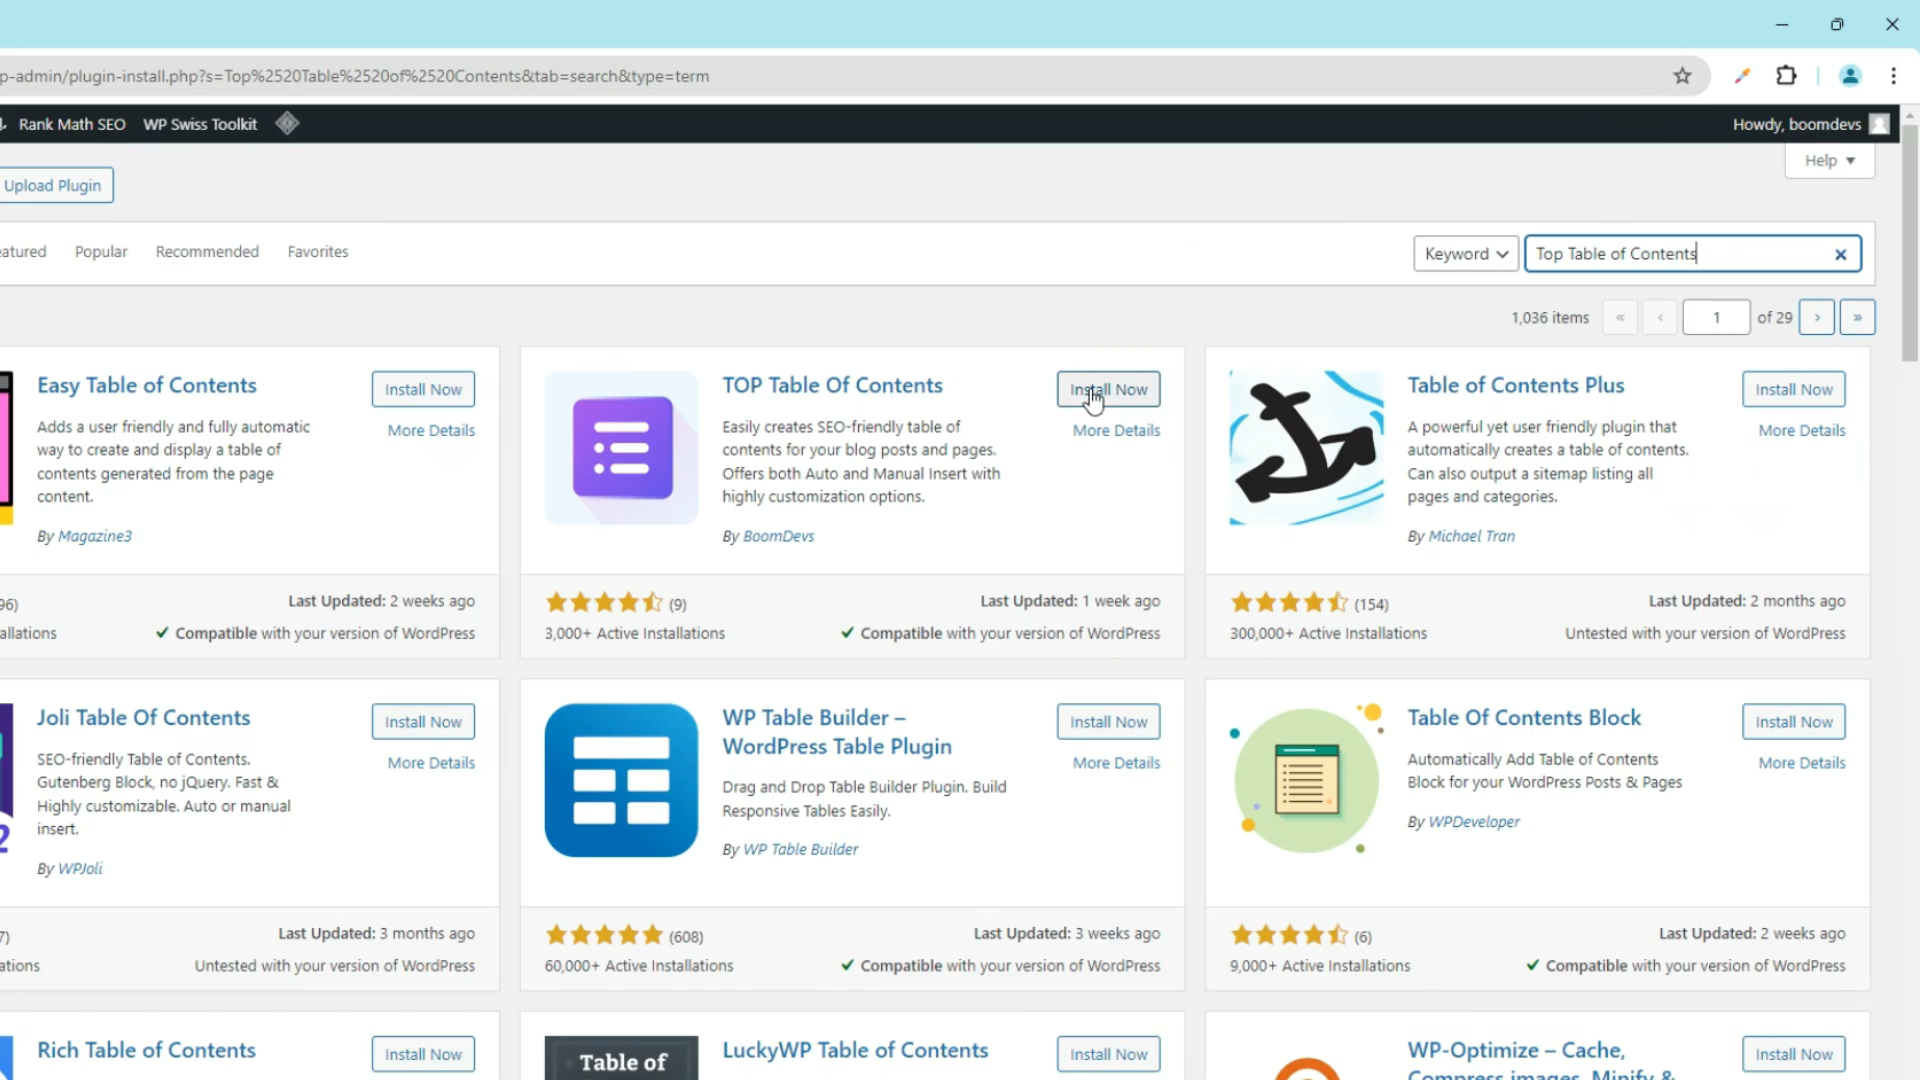 p-admin/plugin-install.php?s=Top%2520Table%2520of%2520Contents&tab=search&type=term
Rank Math SEO WP Swiss Toolkit
Howdy, boomdevs
Help
Upload Plugin
eatured Popular Recommended Favorites
Keyword Top Table of Contents
1,036 items « ‹ 1 of 29 › »
Easy Table of Contents
Install Now
More Details
Adds a user friendly and fully automatic
way to create and display a table of
contents generated from the page
content.
By Magazine3
96)
Last Updated: 2 weeks ago
allations
Compatible with your version of WordPress
TOP Table Of Contents
Install Now
More Details
Easily creates SEO-friendly table of
contents for your blog posts and pages.
Offers both Auto and Manual Insert with
highly customization options.
By BoomDevs
(9)
Last Updated: 1 week ago
3,000+ Active Installations
Compatible with your version of WordPress
Table of Contents Plus
Install Now
More Details
A powerful yet user friendly plugin that
automatically creates a table of contents.
Can also output a sitemap listing all
pages and categories.
By Michael Tran
(154)
Last Updated: 2 months ago
300,000+ Active Installations
Untested with your version of WordPress
Joli Table Of Contents
Install Now
More Details
SEO-friendly Table of Contents.
Gutenberg Block, no jQuery. Fast &
Highly customizable. Auto or manual
insert.
2
By WPJoli
7)
Last Updated: 3 months ago
ations
Untested with your version of WordPress
WP Table Builder –
WordPress Table Plugin
Install Now
More Details
Drag and Drop Table Builder Plugin. Build
Responsive Tables Easily.
By WP Table Builder
(608)
Last Updated: 3 weeks ago
60,000+ Active Installations
Compatible with your version of WordPress
Table Of Contents Block
Install Now
More Details
Automatically Add Table of Contents
Block for your WordPress Posts & Pages
By WPDeveloper
(6)
Last Updated: 2 weeks ago
9,000+ Active Installations
Compatible with your version of WordPress
Rich Table of Contents
Install Now
Table of
LuckyWP Table of Contents
Install Now
WP-Optimize – Cache,
Compress images, Minify &
Install Now